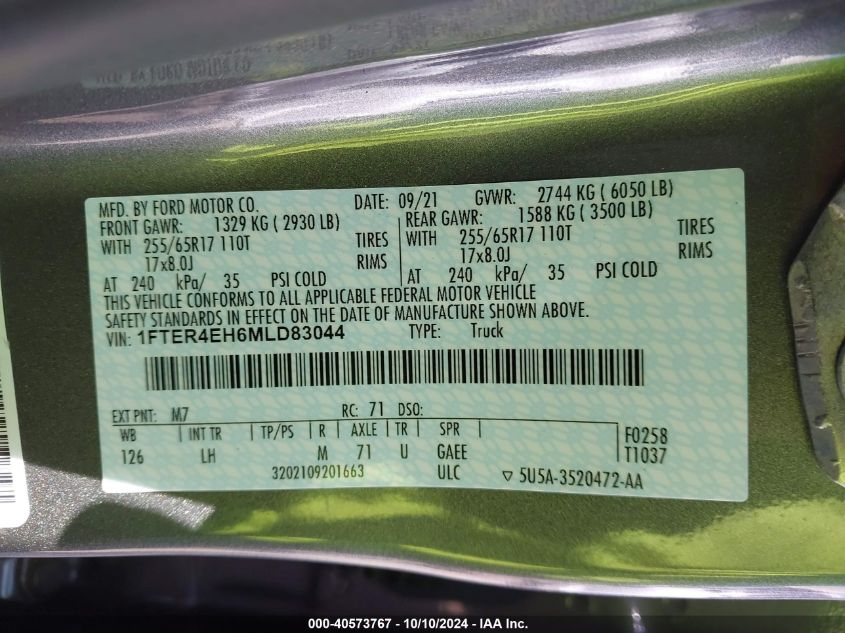 MFD. BY FORD MOTOR CO.
DATE: 09/21 GVWR: 2744 KG ( 6050 LB)
FRONT GAWR: 1329 KG ( 2930 LB) REAR GAWR: 1588 KG ( 3500 LB)
WITH 255/65R17 110T TIRES WITH 255/65R17 110T TIRES
17x8.0J RIMS 17x8.0J RIMS
AT 240 kPa/ 35 PSI COLD AT 240 kPa/ 35 PSI COLD
THIS VEHICLE CONFORMS TO ALL APPLICABLE FEDERAL MOTOR VEHICLE
SAFETY STANDARDS IN EFFECT ON THE DATE OF MANUFACTURE SHOWN ABOVE.
VIN: 1FTER4EH6MLD83044 TYPE: Truck
EXT PNT: M7 RC: 71 DSO:
WB INT TR TP/PS R AXLE TR SPR F0258
126 LH M 71 U GAEE T1037
3202109201663 ULC ▽ 5U5A-3520472-AA
000-40573767 - 10/10/2024 - IAA Inc.